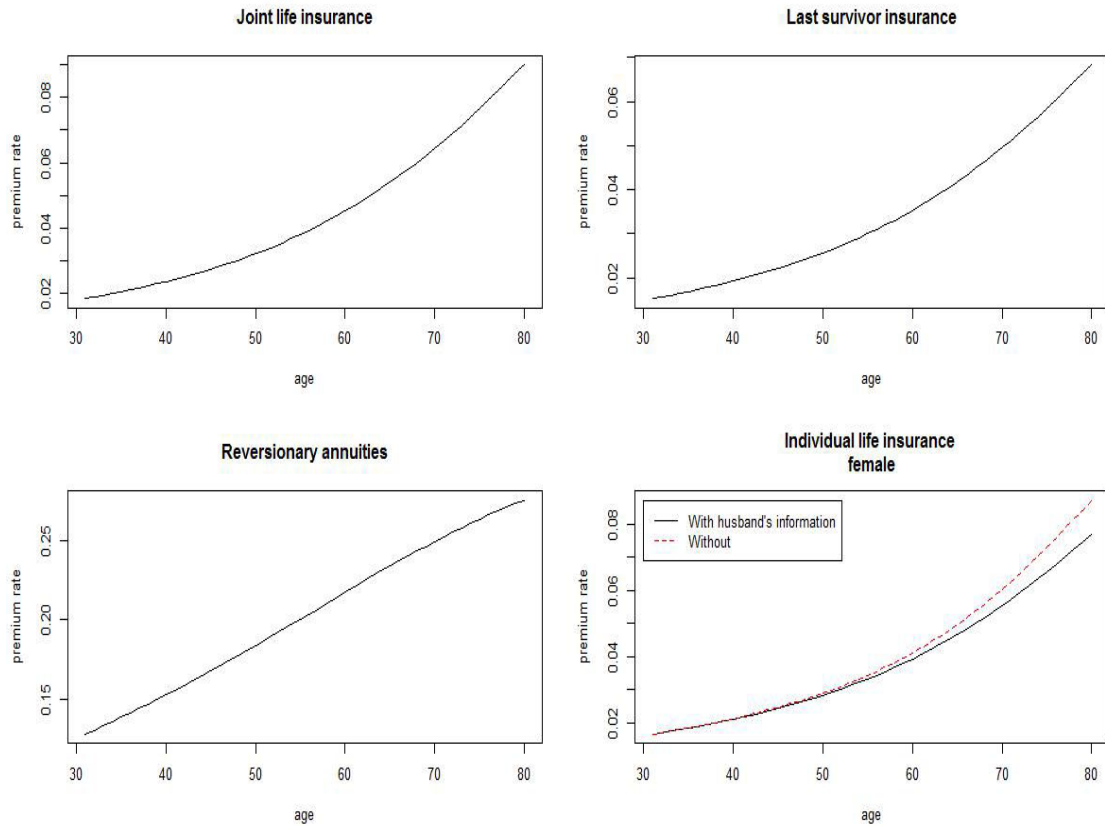 Joint life insurance
premium rate
0.02 0.04 0.06 0.08
30 40 50 60 70 80
age
Last survivor insurance
premium rate
0.02 0.04 0.06
30 40 50 60 70 80
age
Reversionary annuities
premium rate
0.15 0.20 0.25
30 40 50 60 70 80
age
Individual life insurance
female
With husband's information
Without
premium rate
0.02 0.04 0.06 0.08
30 40 50 60 70 80
age